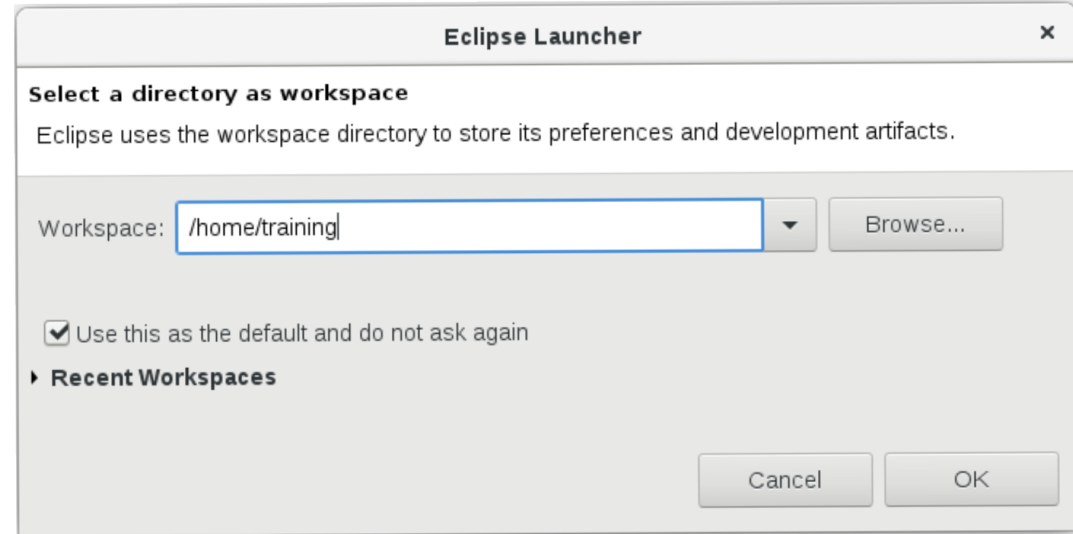 Eclipse Launcher
Select a directory as workspace
Eclipse uses the workspace directory to store its preferences and development artifacts.
Workspace: /home/training Browse...
Use this as the default and do not ask again
Recent Workspaces
Cancel OK